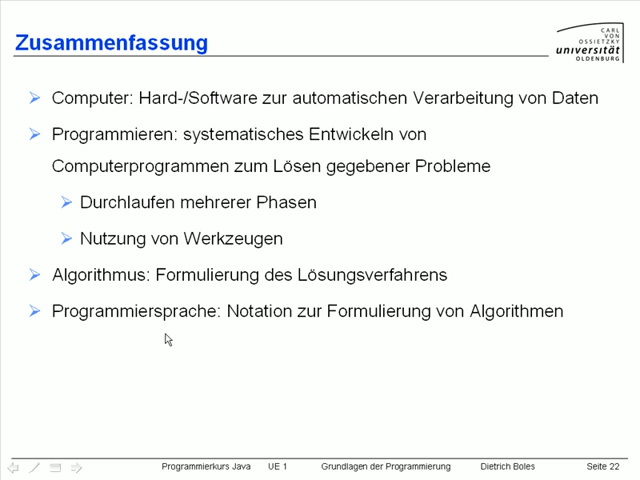 Zusammenfassung
CARL
VON
OSSIETZKY
universität
OLDENBURG
Computer: Hard-/Software zur automatischen Verarbeitung von Daten
Programmieren: systematisches Entwickeln von
Computerprogrammen zum Lösen gegebener Probleme
Durchlaufen mehrerer Phasen
Nutzung von Werkzeugen
Algorithmus: Formulierung des Lösungsverfahrens
Programmiersprache: Notation zur Formulierung von Algorithmen
Programmierkurs Java UE 1 Grundlagen der Programmierung Dietrich Boles Seite 22